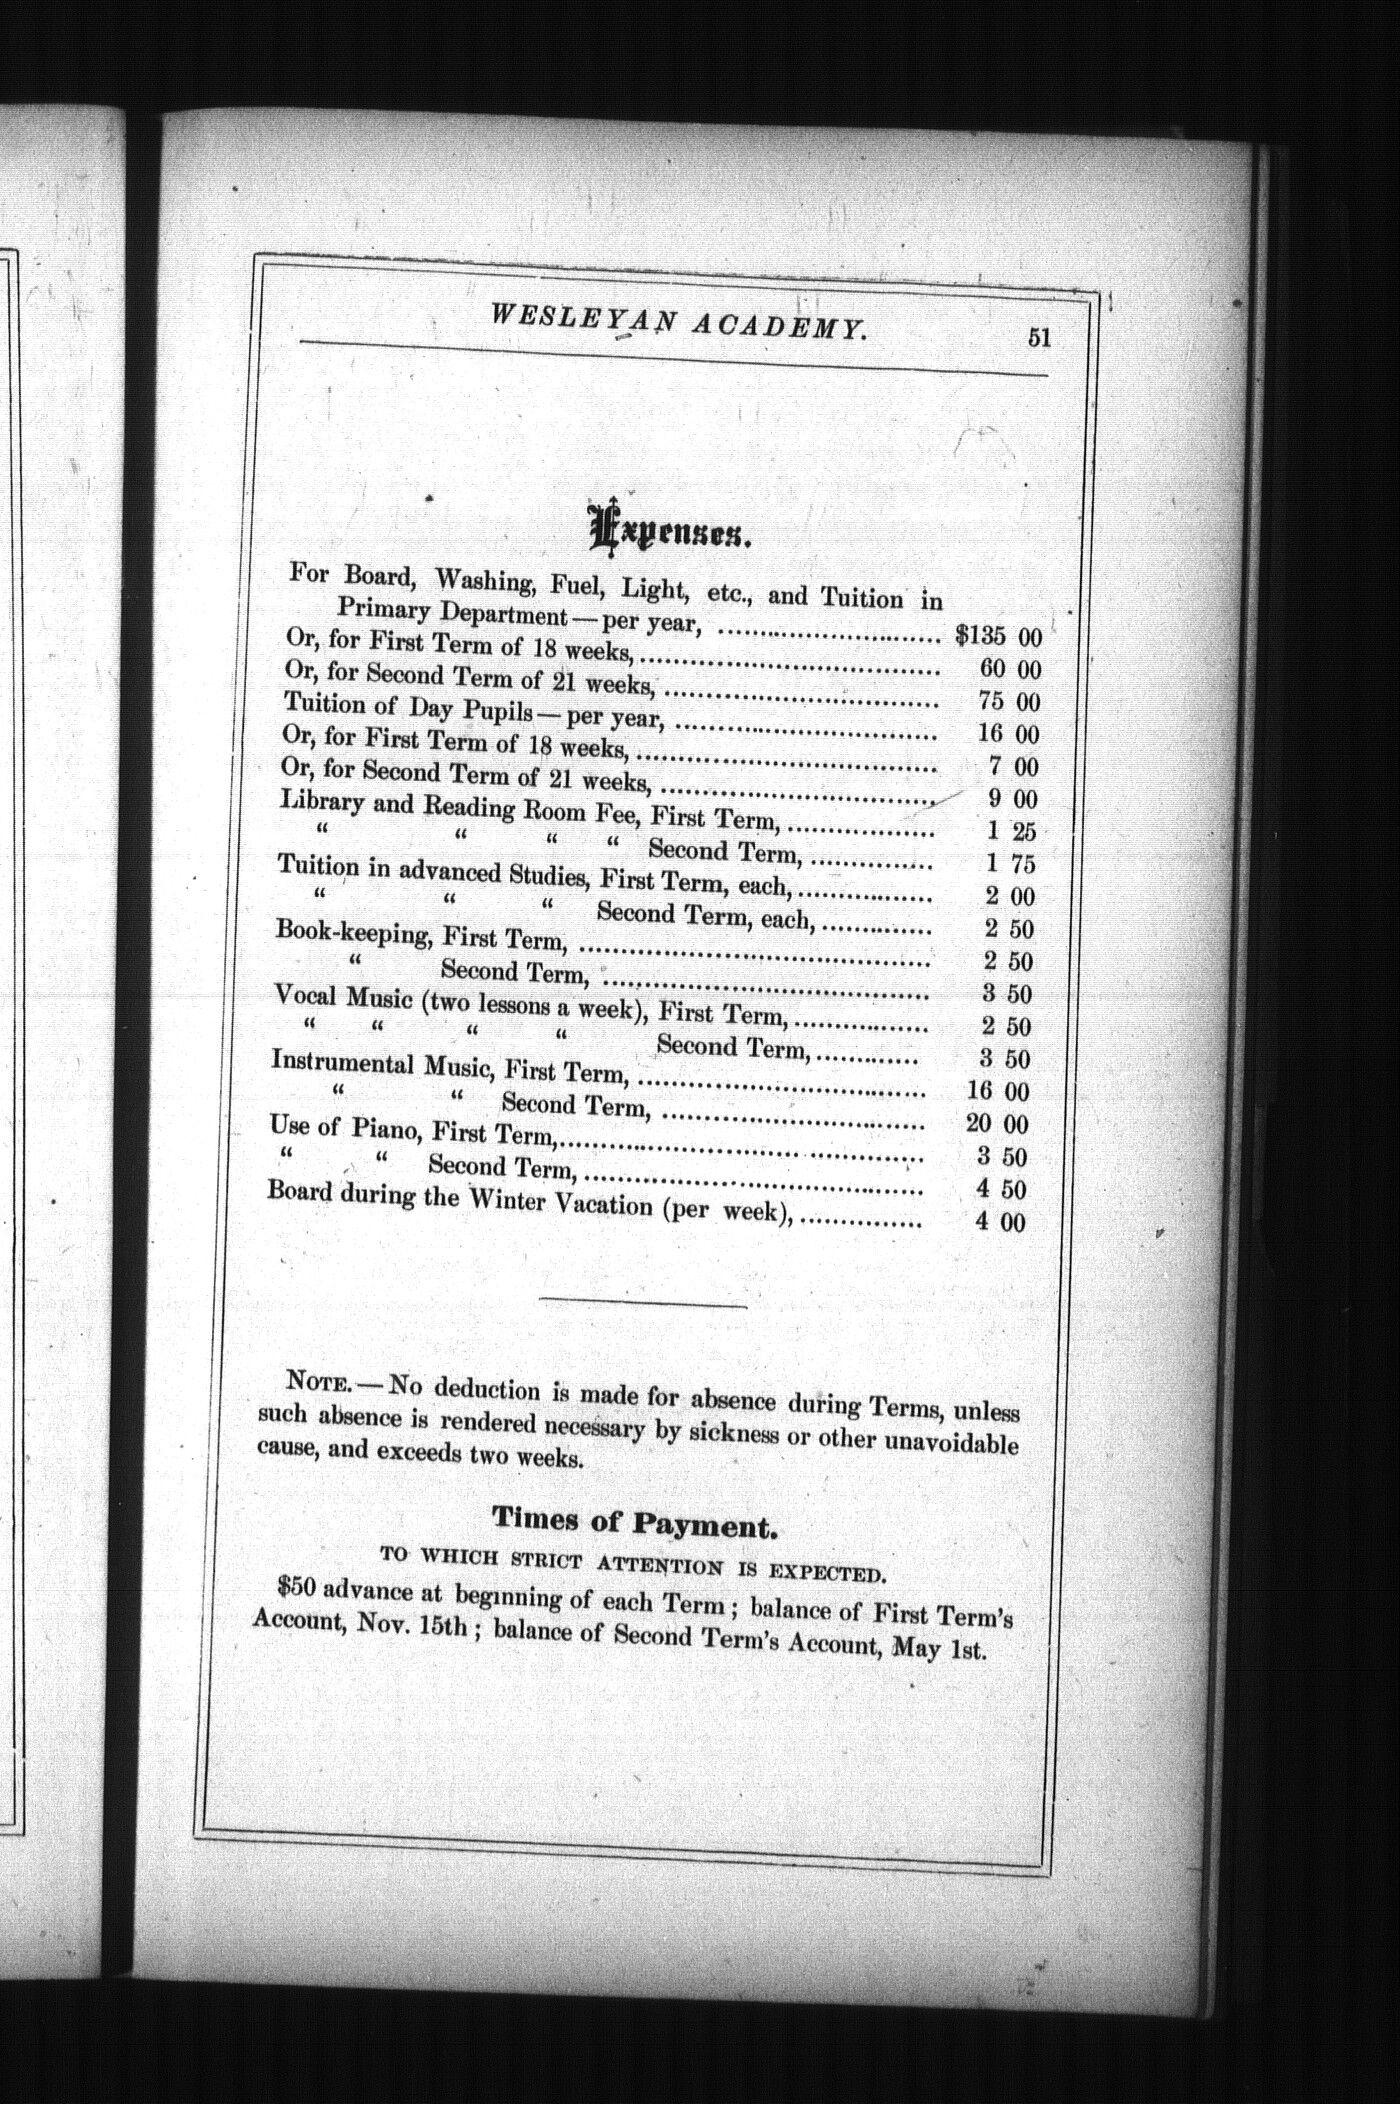 WESLEYAN ACADEMY. 51
Expenses.
For Board, Washing, Fuel, Light, etc., and Tuition in
Primary Department — per year, ........................... $135 00
Or, for First Term of 18 weeks, .................................... 60 00
Or, for Second Term of 21 weeks, ................................. 75 00
Tuition of Day Pupils — per year, ................................ 16 00
Or, for First Term of 18 weeks, .................................... 7 00
Or, for Second Term of 21 weeks, ................................. 9 00
Library and Reading Room Fee, First Term, .................. 1 25
“ “ “ “ Second Term, ............... 1 75
Tuition in advanced Studies, First Term, each, ................ 2 00
“ “ “ Second Term, each, ............. 2 50
Book-keeping, First Term, .......................................... 2 50
“ Second Term, ....................................... 3 50
Vocal Music (two lessons a week), First Term, ................ 2 50
“ “ “ “ Second Term, ............ 3 50
Instrumental Music, First Term, ................................... 16 00
“ “ Second Term, ................................ 20 00
Use of Piano, First Term, ............................................ 3 50
“ “ Second Term, ......................................... 4 50
Board during the Winter Vacation (per week), ............... 4 00
NOTE. — No deduction is made for absence during Terms, unless
such absence is rendered necessary by sickness or other unavoidable
cause, and exceeds two weeks.
Times of Payment.
TO WHICH STRICT ATTENTION IS EXPECTED.
$50 advance at beginning of each Term ; balance of First Term's
Account, Nov. 15th ; balance of Second Term's Account, May 1st.